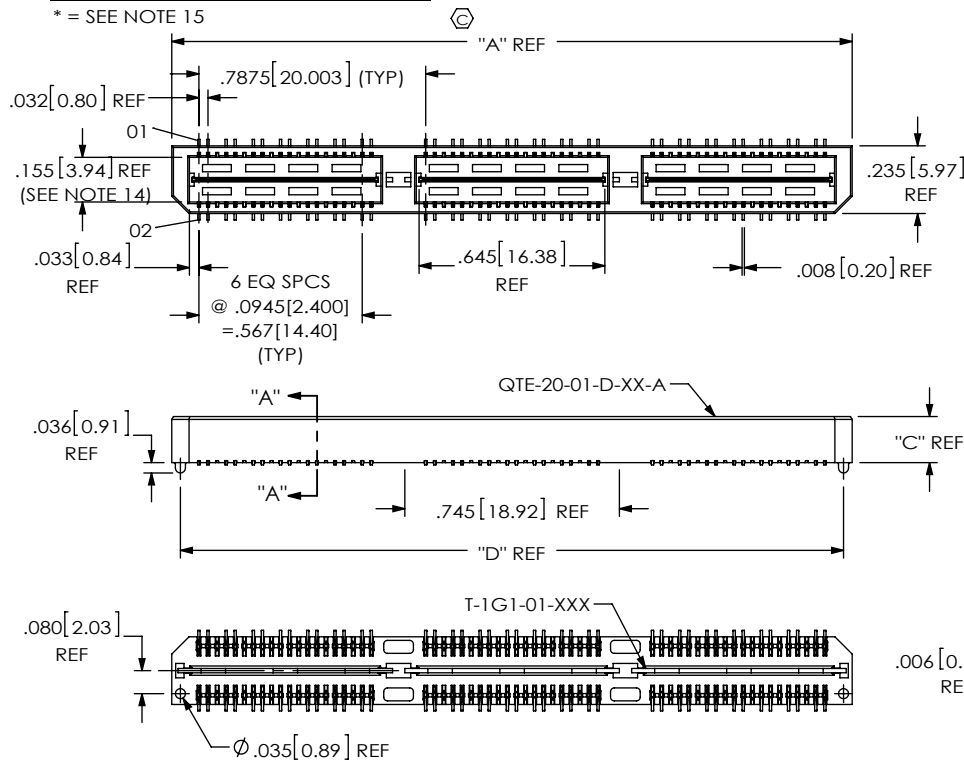 * = SEE NOTE 15
C
"A" REF
.7875[20.003] (TYP)
.032[0.80] REF
01
.155[3.94] REF
(SEE NOTE 14)
.235[5.97]
REF
02
.033[0.84]
REF
6 EQ SPCS
@ .0945[2.400]
=.567[14.40]
(TYP)
.645[16.38]
REF
.008[0.20] REF
"A"
QTE-20-01-D-XX-A
.036[0.91]
REF
"C" REF
"A"
.745[18.92] REF
"D" REF
T-1G1-01-XXX
.080[2.03]
REF
.006[0.
RE
Ø .035[0.89] REF